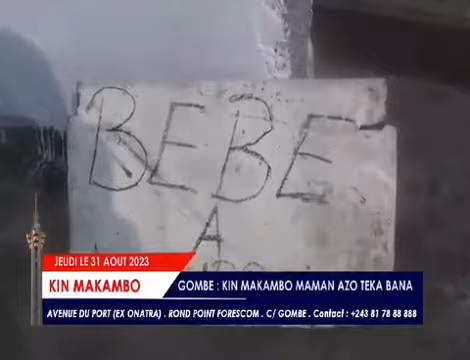 BEBE
A
JEUDI LE 31 AOUT 2023
KIN MAKAMBO
GOMBE : KIN MAKAMBO MAMAN AZO TEKA BANA
AVENUE DU PORT (EX ONATRA) . ROND POINT FORESCOM . C/ GOMBE . Contact : +243 81 78 88 888